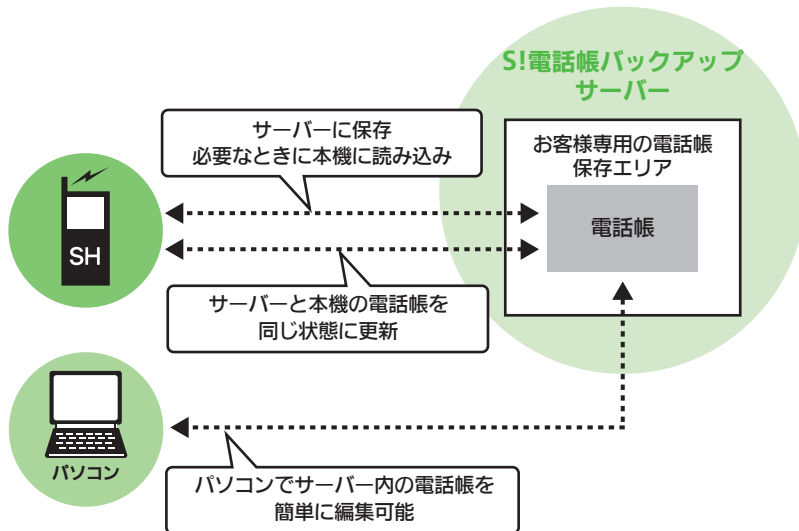 S!電話帳バックアップ
サーバー
サーバーに保存
必要なときに本機に読み込み
お客様専用の電話帳
保存エリア
電話帳
SH
サーバーと本機の電話帳を
同じ状態に更新
パソコン
パソコンでサーバー内の電話帳を
簡単に編集可能